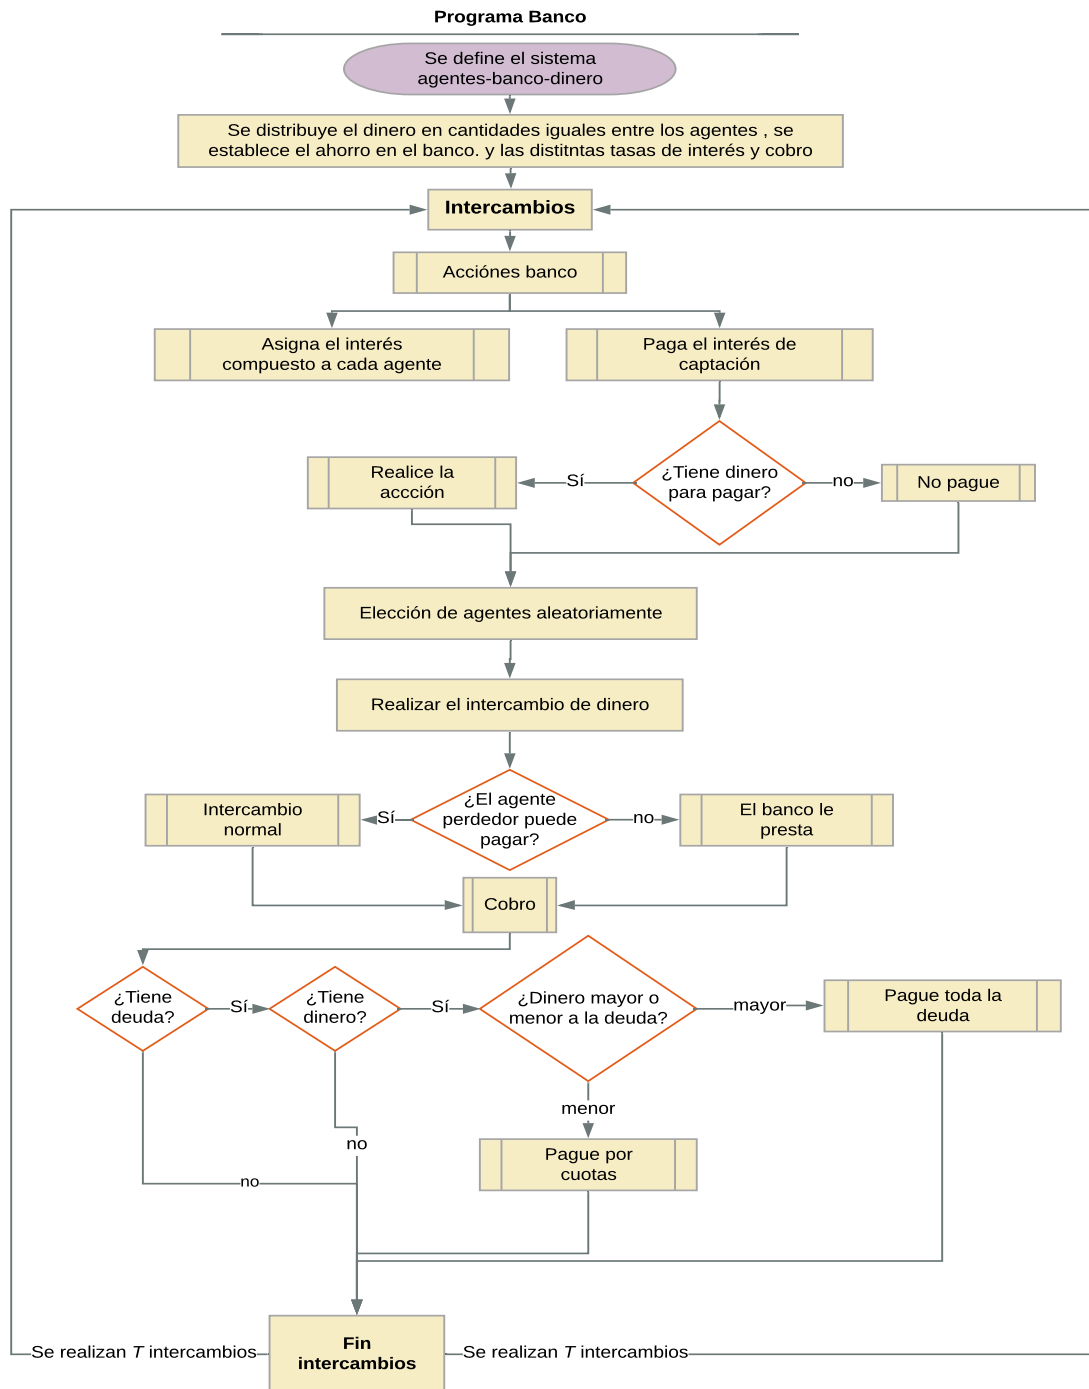 Programa Banco
Se define el sistema
agentes-banco-dinero
Se distribuye el dinero en cantidades iguales entre los agentes , se
establece el ahorro en el banco. y las distitntas tasas de interés y cobro
Intercambios
Acciónes banco
Asigna el interés
compuesto a cada agente
Paga el interés de
captación
Realice la
accción
Sí
¿Tiene dinero
para pagar?
no
No pague
Elección de agentes aleatoriamente
Realizar el intercambio de dinero
Intercambio
normal
Sí
¿El agente
perdedor puede
pagar?
no
El banco le
presta
Cobro
¿Tiene
deuda?
Sí
¿Tiene
dinero?
Sí
¿Dinero mayor o
menor a la deuda?
mayor
Pague toda la
deuda
menor
no
Pague por
cuotas
no
Se realizan T intercambios
Fin
intercambios
Se realizan T intercambios